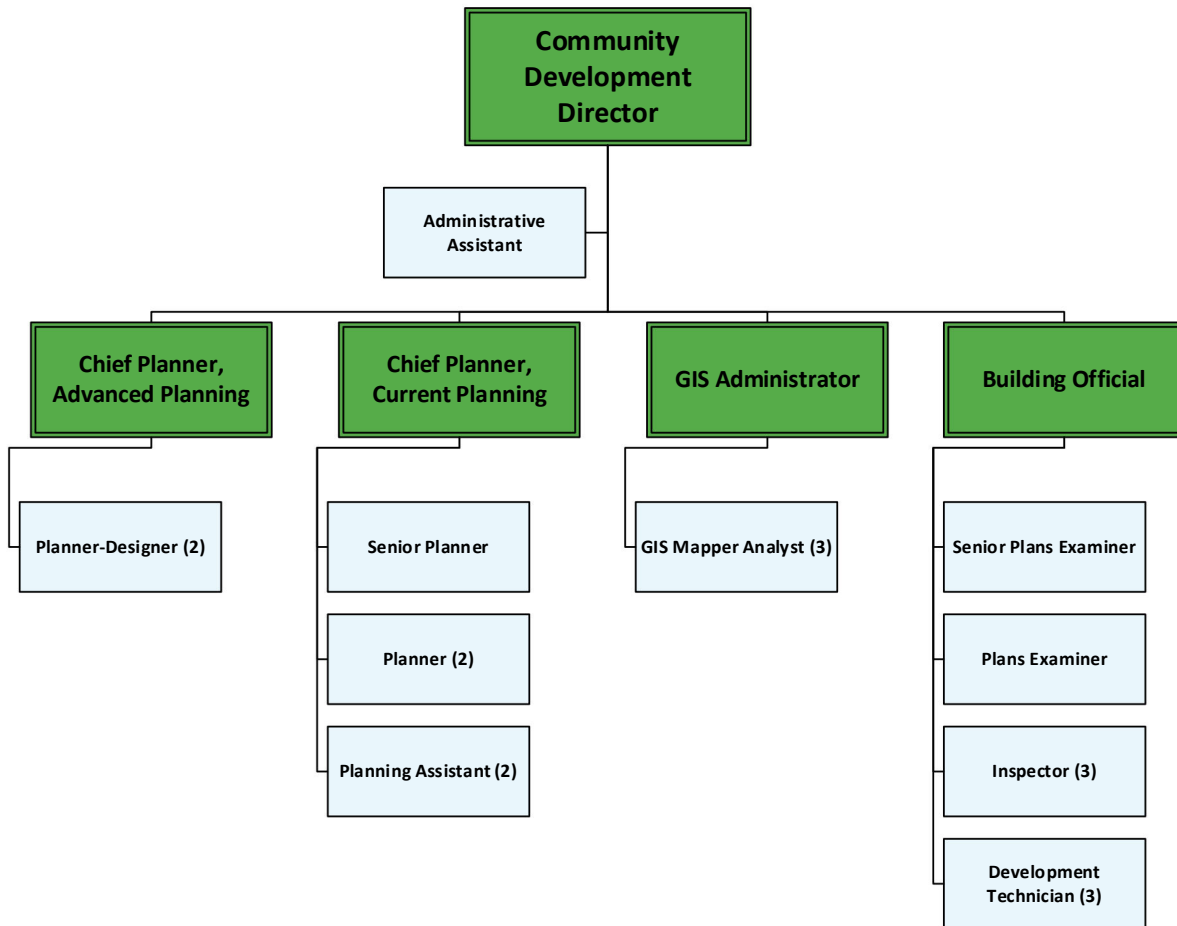 Community
Development
Director
Administrative
Assistant
Chief Planner,
Advanced Planning
Chief Planner,
Current Planning
GIS Administrator
Building Official
Planner-Designer (2)
Senior Planner
GIS Mapper Analyst (3)
Senior Plans Examiner
Planner (2)
Plans Examiner
Planning Assistant (2)
Inspector (3)
Development
Technician (3)